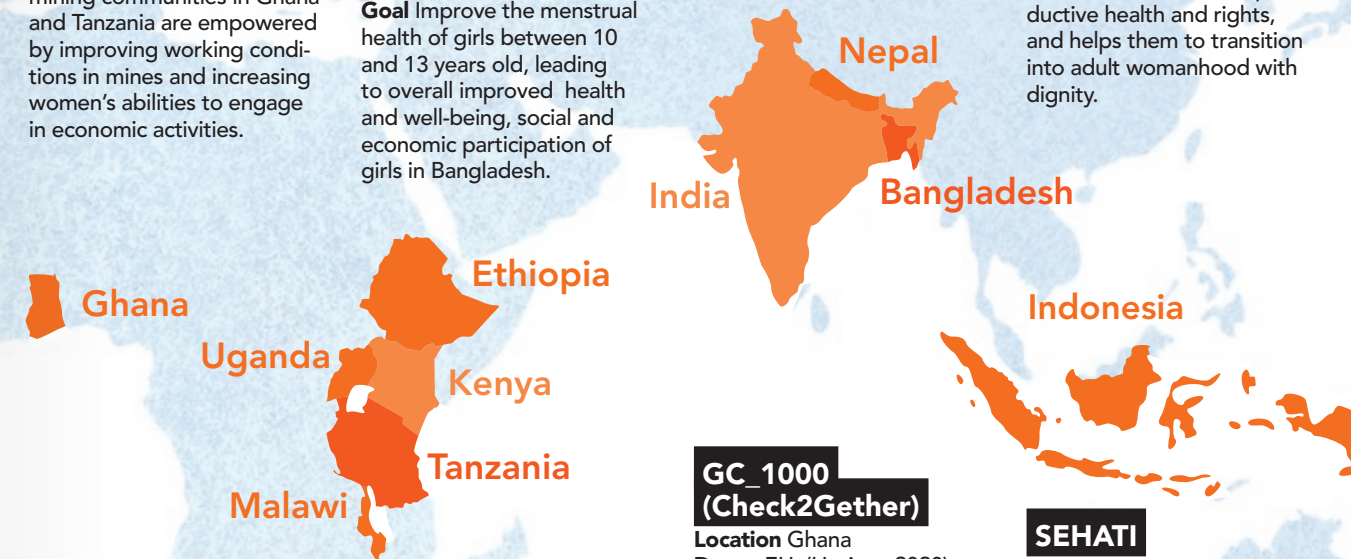 mining communities in Ghana
and Tanzania are empowered
by improving working condi-
tions in mines and increasing
women's abilities to engage
in economic activities.
Goal Improve the menstrual
health of girls between 10
and 13 years old, leading
to overall improved health
and well-being, social and
economic participation of
girls in Bangladesh.
ductive health and rights,
and helps them to transition
into adult womanhood with
dignity.
Nepal
India
Bangladesh
Ethiopia
Ghana
Uganda
Kenya
Tanzania
Malawi
Indonesia
GC_1000
(Check2Gether)
Location Ghana
SEHATI